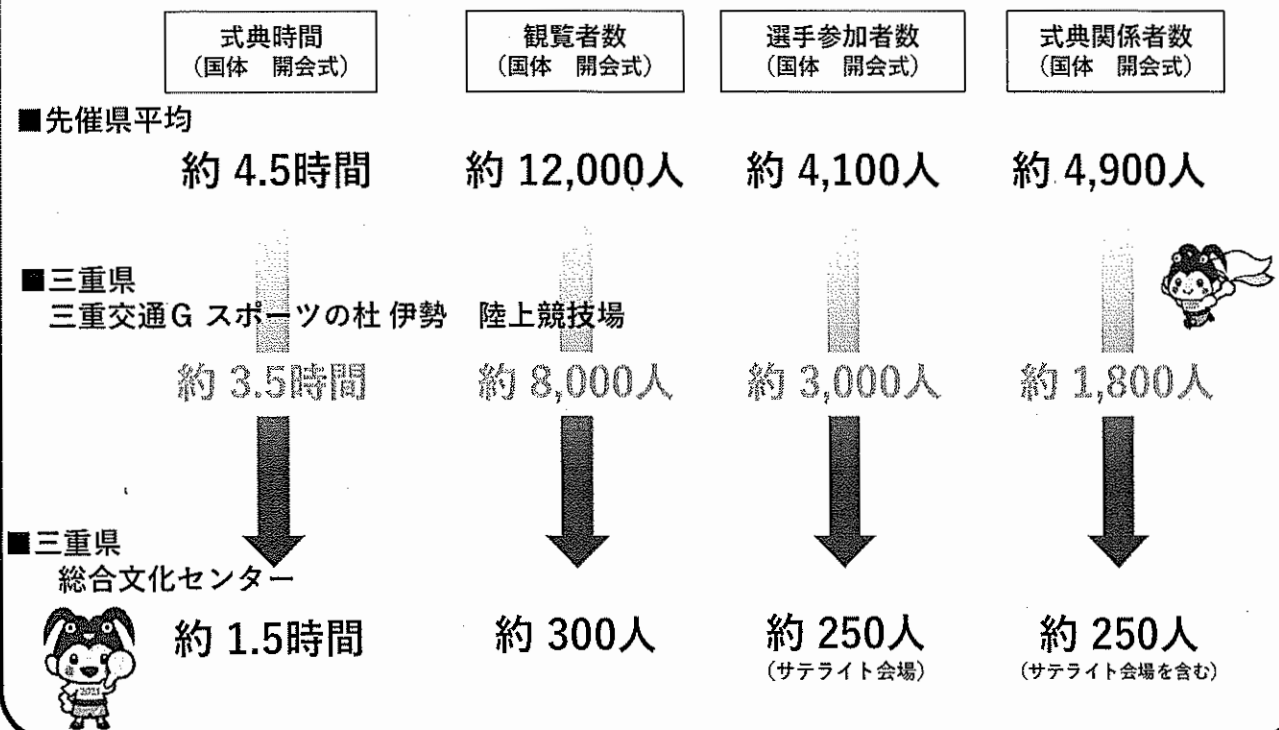 式典時間
(国体　開会式)
観覧者数
(国体　開会式)
選手参加者数
(国体　開会式)
式典関係者数
(国体　開会式)
■先催県平均
約 4.5時間
約 12,000人
約 4,100人
約 4,900人
■三重県
三重交通G スポーツの杜 伊勢　陸上競技場
約 3.5時間
約 8,000人
約 3,000人
約 1,800人
■三重県
総合文化センター
約 1.5時間
約 300人
約 250人
(サテライト会場)
約 250人
(サテライト会場を含む)
2021